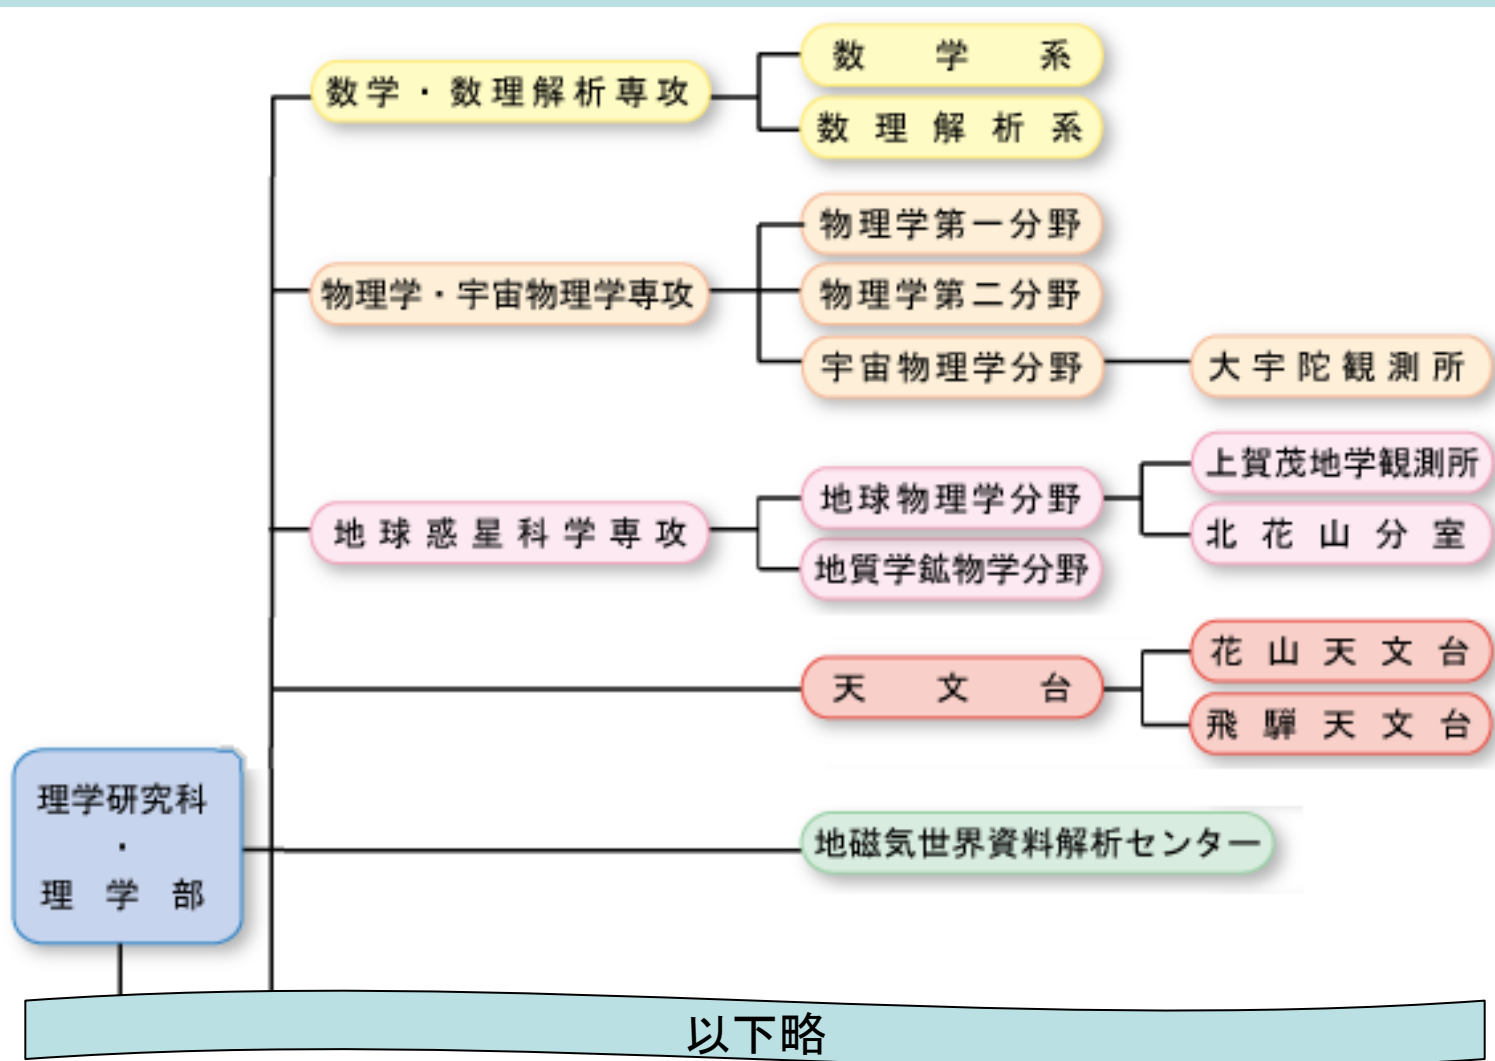 数学・数理解析専攻
数学系
数理解析系
物理学・宇宙物理学専攻
物理学第一分野
物理学第二分野
宇宙物理学分野
大宇陀観測所
地球惑星科学専攻
地球物理学分野
上賀茂地学観測所
北花山分室
地質学鉱物学分野
天文台
花山天文台
飛騨天文台
理学研究科
・
理学部
地磁気世界資料解析センター
以下略